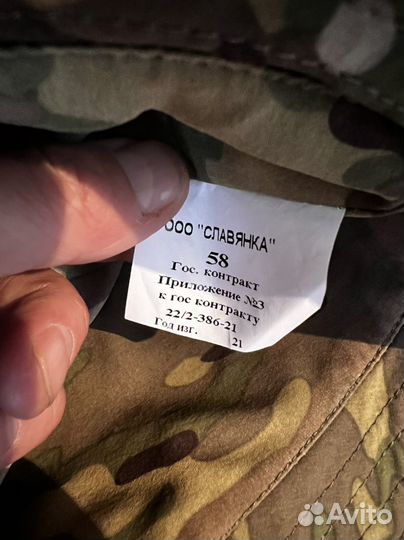 ООО "СЛАВЯНКА"
58
Гос. контракт
Приложение №3
к гос контракту
22/2-386-21
Год изг. 21
Avito